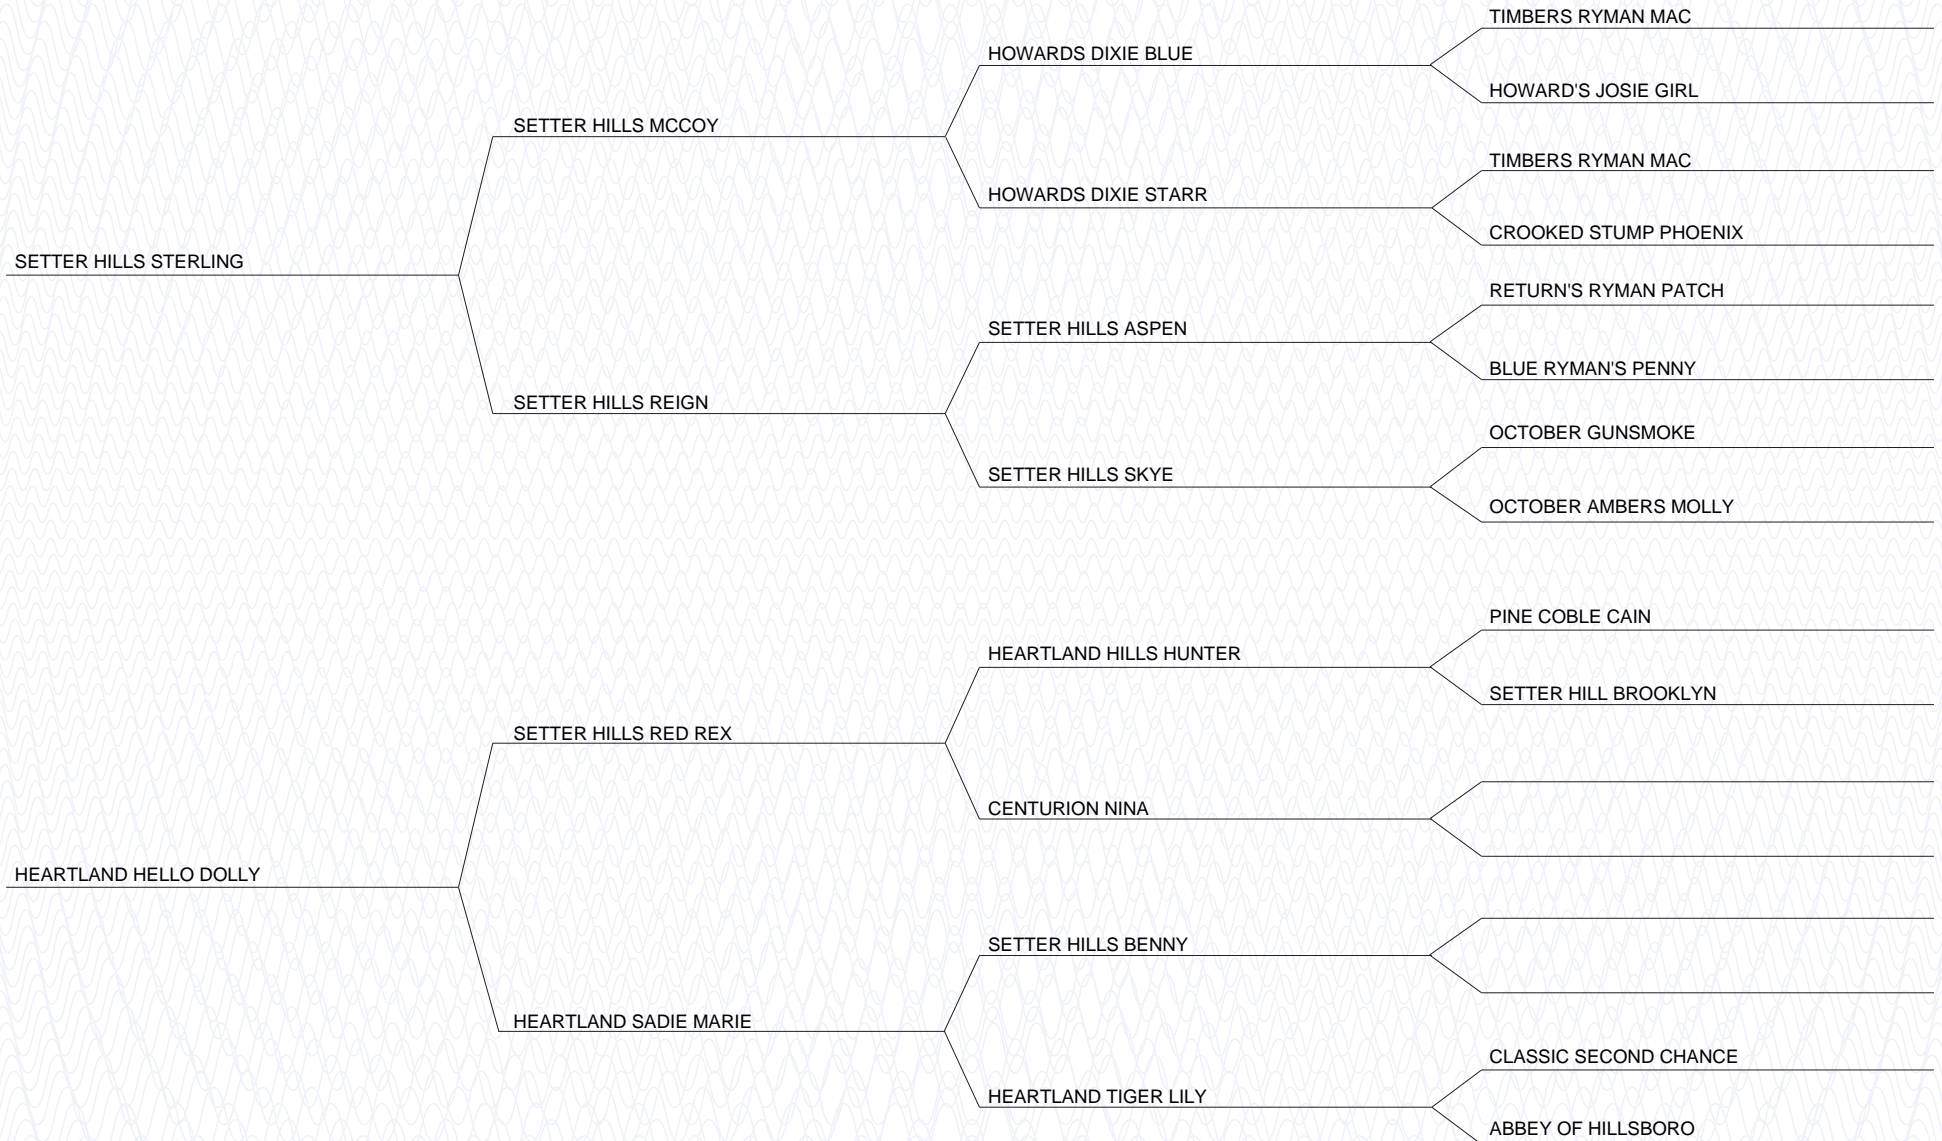 TIMBERS RYMAN MAC
HOWARDS DIXIE BLUE
HOWARD'S JOSIE GIRL
SETTER HILLS MCCOY
TIMBERS RYMAN MAC
HOWARDS DIXIE STARR
CROOKED STUMP PHOENIX
SETTER HILLS STERLING
RETURN'S RYMAN PATCH
SETTER HILLS ASPEN
BLUE RYMAN'S PENNY
SETTER HILLS REIGN
OCTOBER GUNSMOKE
SETTER HILLS SKYE
OCTOBER AMBERS MOLLY
PINE COBLE CAIN
HEARTLAND HILLS HUNTER
SETTER HILL BROOKLYN
SETTER HILLS RED REX
CENTURION NINA
HEARTLAND HELLO DOLLY
SETTER HILLS BENNY
HEARTLAND SADIE MARIE
CLASSIC SECOND CHANCE
HEARTLAND TIGER LILY
ABBEY OF HILLSBORO